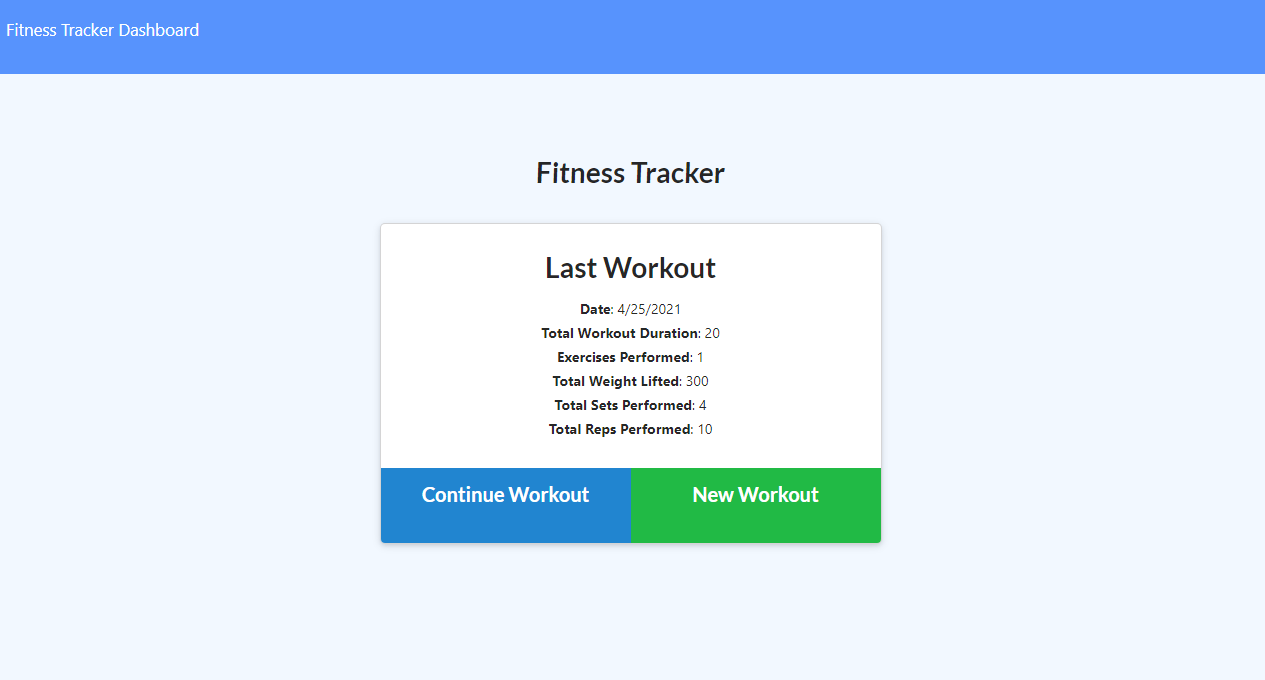 Fitness Tracker Dashboard
Fitness Tracker
Last Workout
Date: 4/25/2021
Total Workout Duration: 20
Exercises Performed: 1
Total Weight Lifted: 300
Total Sets Performed: 4
Total Reps Performed: 10
Continue Workout
New Workout